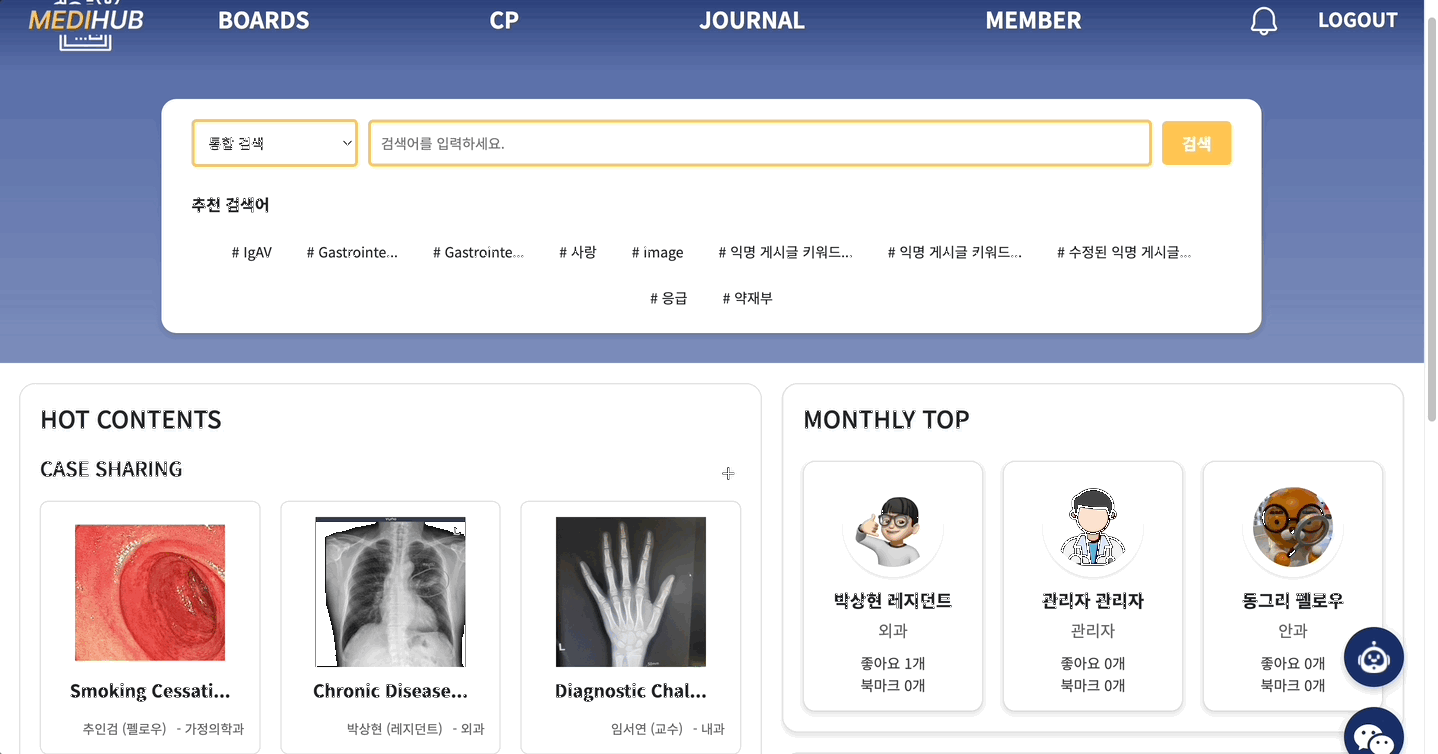 MEDIHUB BOARDS CP JOURNAL MEMBER LOGOUT
통합 검색 검색어를 입력하세요. 검색
추천 검색어
# IgAV # Gastrointe... # Gastrointe... # 사랑 # image # 익명 게시글 키워드... # 익명 게시글 키워드... # 수정된 익명 게시글...
# 응급 # 약재부
HOT CONTENTS
CASE SHARING
Smoking Cessati...
추인검 (펠로우) - 가정의학과
Chronic Disease...
박상현 (레지던트) - 외과
Diagnostic Chal...
임서연 (교수) - 내과
MONTHLY TOP
박상현 레지던트
외과
좋아요 1개
북마크 0개
관리자 관리자
관리자
좋아요 0개
북마크 0개
동그리 펠로우
안과
좋아요 0개
북마크 0개